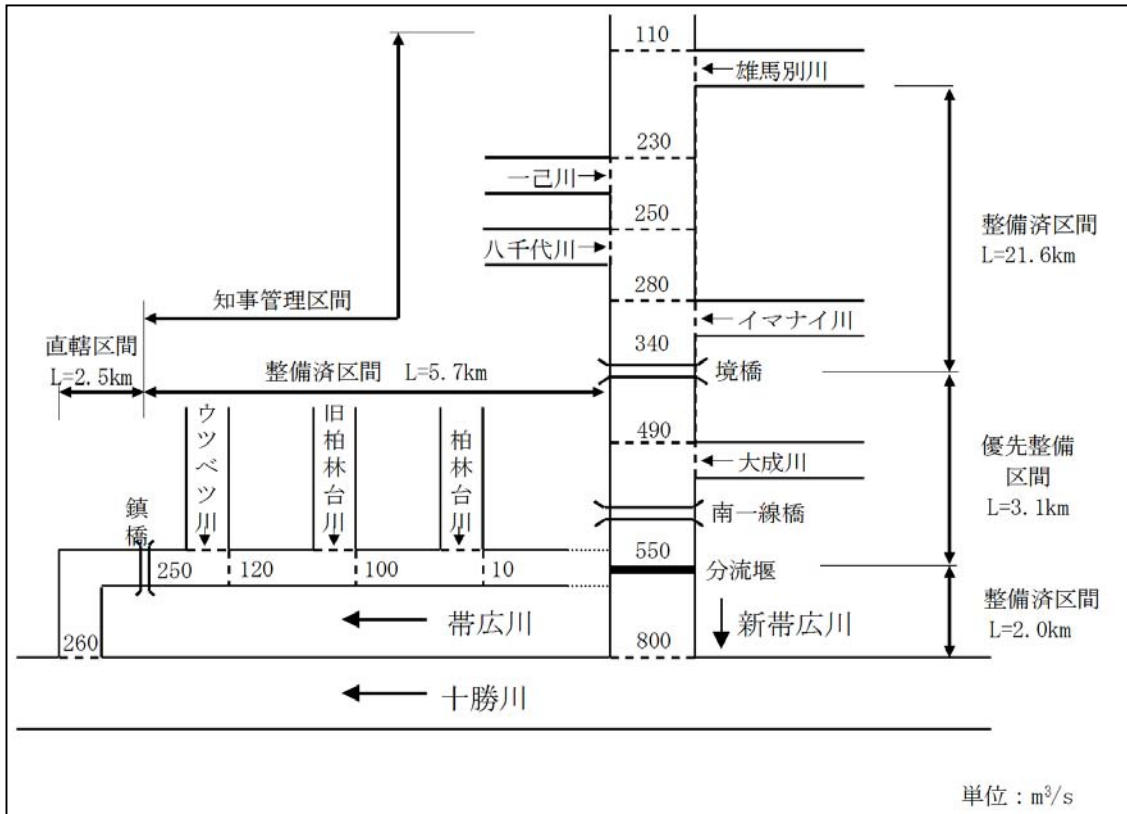 110
←雄馬別川
230
一己川→
250
八千代川→
280
←イマナイ川
340
境橋
整備済区間
L=21.6km
知事管理区間
直轄区間
L=2.5km
整備済区間 L=5.7km
ウツベツ川
旧柏林台川
柏林台川
490
←大成川
南一線橋
優先整備
区間
L=3.1km
鎮橋
250
120
100
10
550
分流堰
帯広川
新帯広川
整備済区間
L=2.0km
260
800
十勝川
単位：m³/s